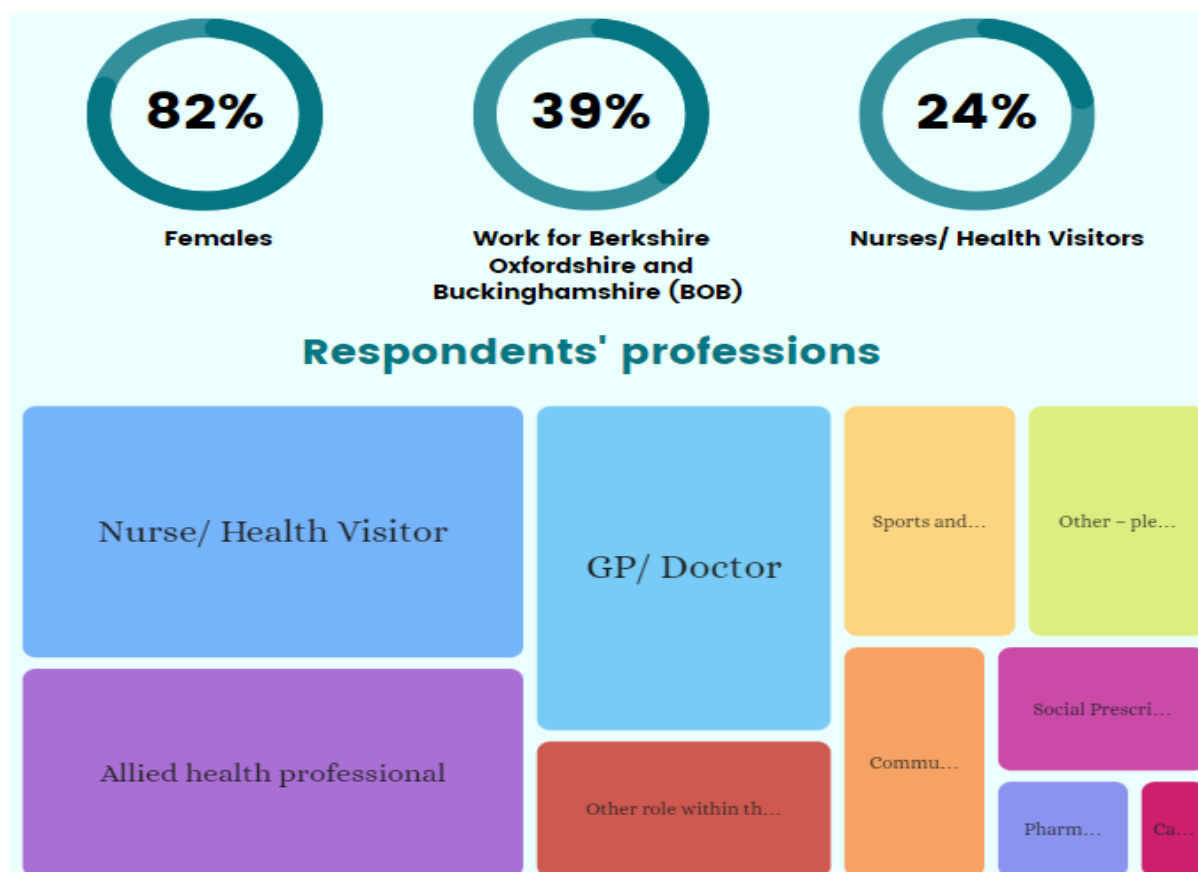 82%
39%
24%
Females
Work for Berkshire
Oxfordshire and
Buckinghamshire (BOB)
Nurses/ Health Visitors
Respondents' professions
Nurse/ Health Visitor
GP/ Doctor
Sports and...
Other – ple...
Allied health professional
Other role within th...
Commu...
Social Prescri...
Pharm...
Ca...